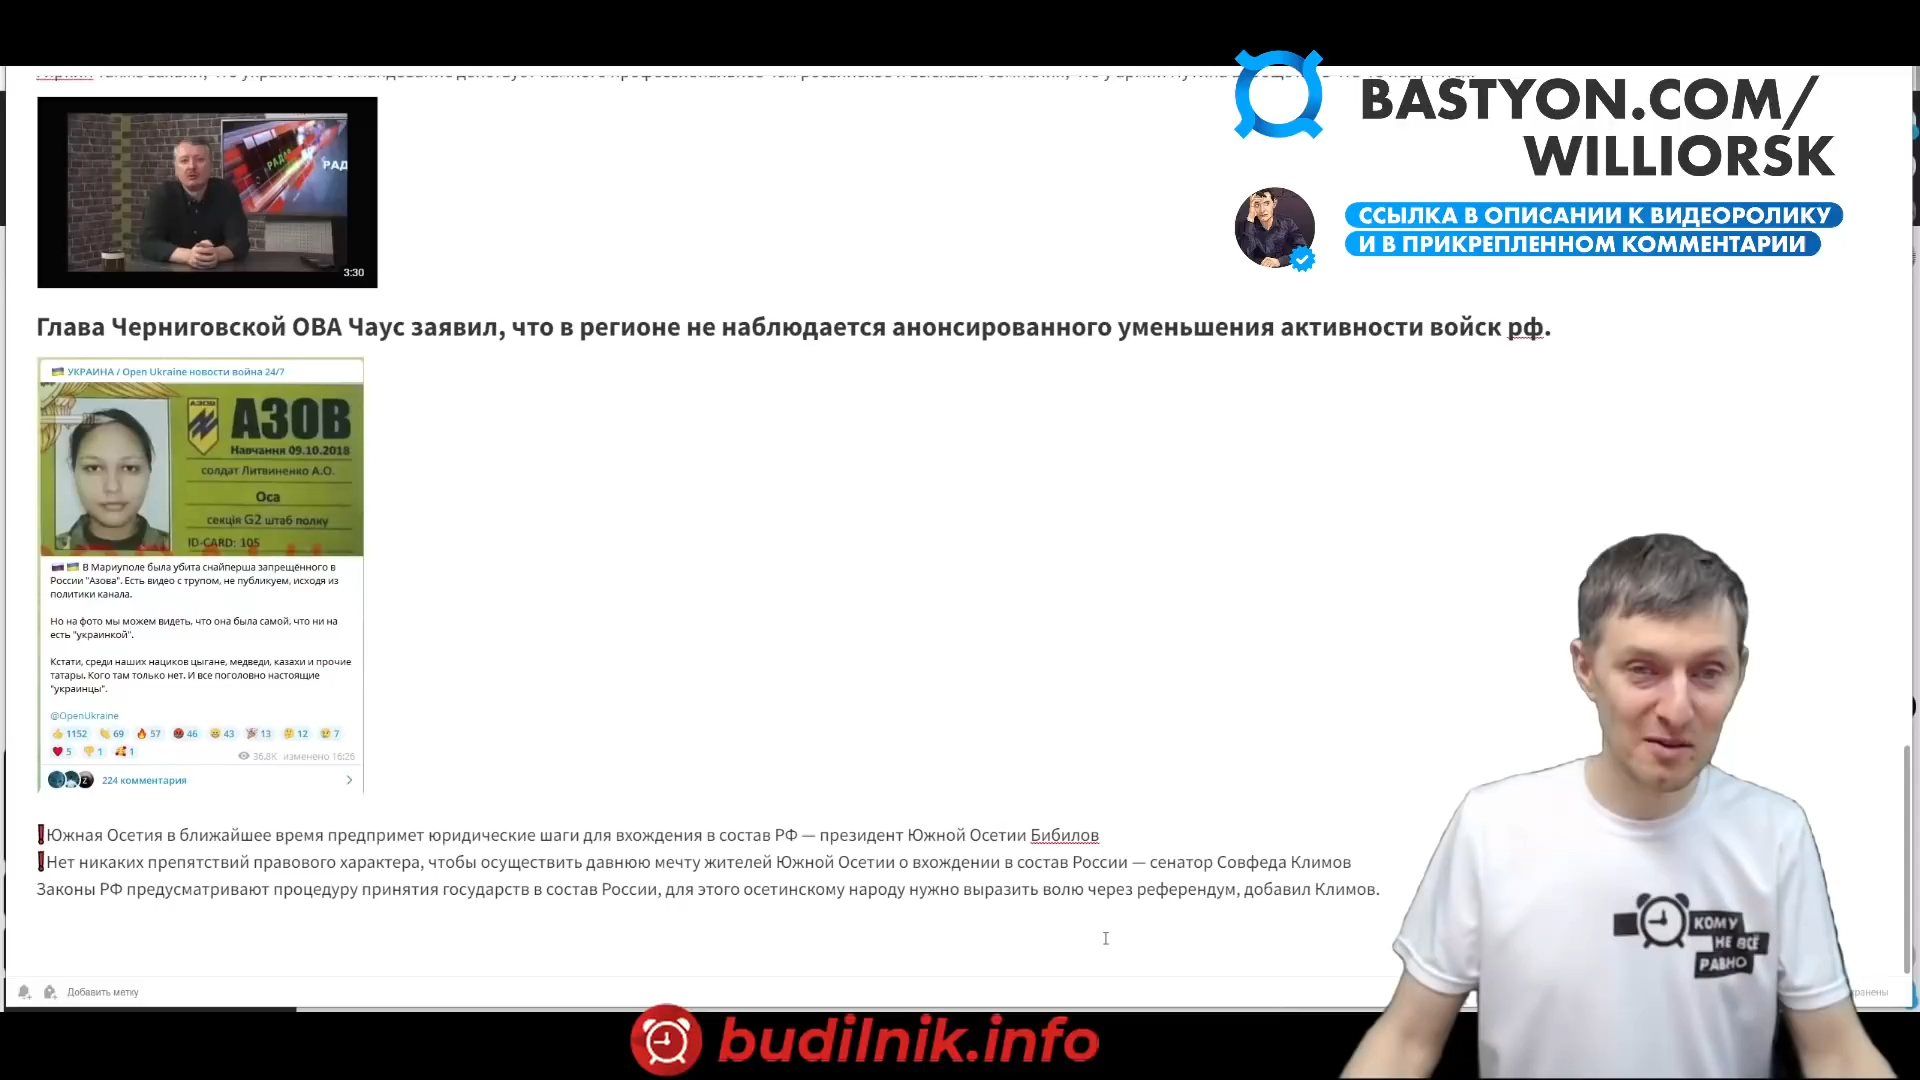 BASTYON.COM/
WILLIORSK
ССЫЛКА В ОПИСАНИИ К ВИДЕОРОЛИКУ
И В ПРИКРЕПЛЕННОМ КОММЕНТАРИИ
РАД
3:30
Глава Черниговской ОВА Чаус заявил, что в регионе не наблюдается анонсированного уменьшения активности войск рф.
УКРАИНА / Open Ukraine новости война 24/7
АЗОВ
АЗОВ
Навчання 09.10.2018
солдат Литвиненко А.О.
Оса
секція G2 штаб полку
ID-CARD: 105
В Мариуполе была убита снайперша запрещённого в
России "Азова". Есть видео с трупом, не публикуем, исходя из
политики канала.
Но на фото мы можем видеть, что она была самой, что ни на
есть "украинкой".
Кстати, среди наших нациков цыгане, медведи, казахи и прочие
татары. Кого там только нет. И все поголовно настоящие
"украинцы".
@OpenUkraine
1152 69 57 46 43 13 12 7
5 1 1
36.8K изменено 16:26
224 комментария
Южная Осетия в ближайшее время предпримет юридические шаги для вхождения в состав РФ — президент Южной Осетии Бибилов
Нет никаких препятствий правового характера, чтобы осуществить давнюю мечту жителей Южной Осетии о вхождении в состав России — сенатор Совфеда Климов
Законы РФ предусматривают процедуру принятия государств в состав России, для этого осетинскому народу нужно выразить волю через референдум, добавил Климов.
КОМУ
НЕ ВСЁ
РАВНО
Добавить метку
budilnik.info